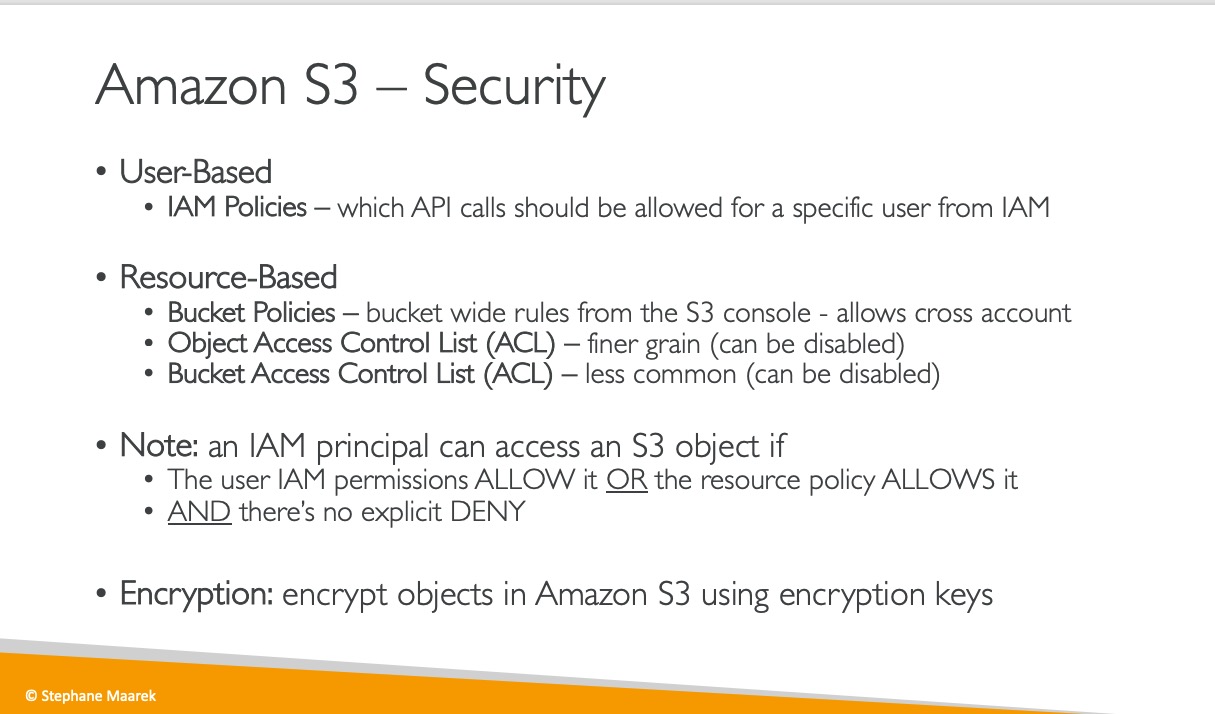 Amazon S3 – Security
• User-Based
• IAM Policies – which API calls should be allowed for a specific user from IAM
• Resource-Based
• Bucket Policies – bucket wide rules from the S3 console - allows cross account
• Object Access Control List (ACL) – finer grain (can be disabled)
• Bucket Access Control List (ACL) – less common (can be disabled)
• Note: an IAM principal can access an S3 object if
• The user IAM permissions ALLOW it OR the resource policy ALLOWS it
• AND there’s no explicit DENY
• Encryption: encrypt objects in Amazon S3 using encryption keys
© Stephane Maarek